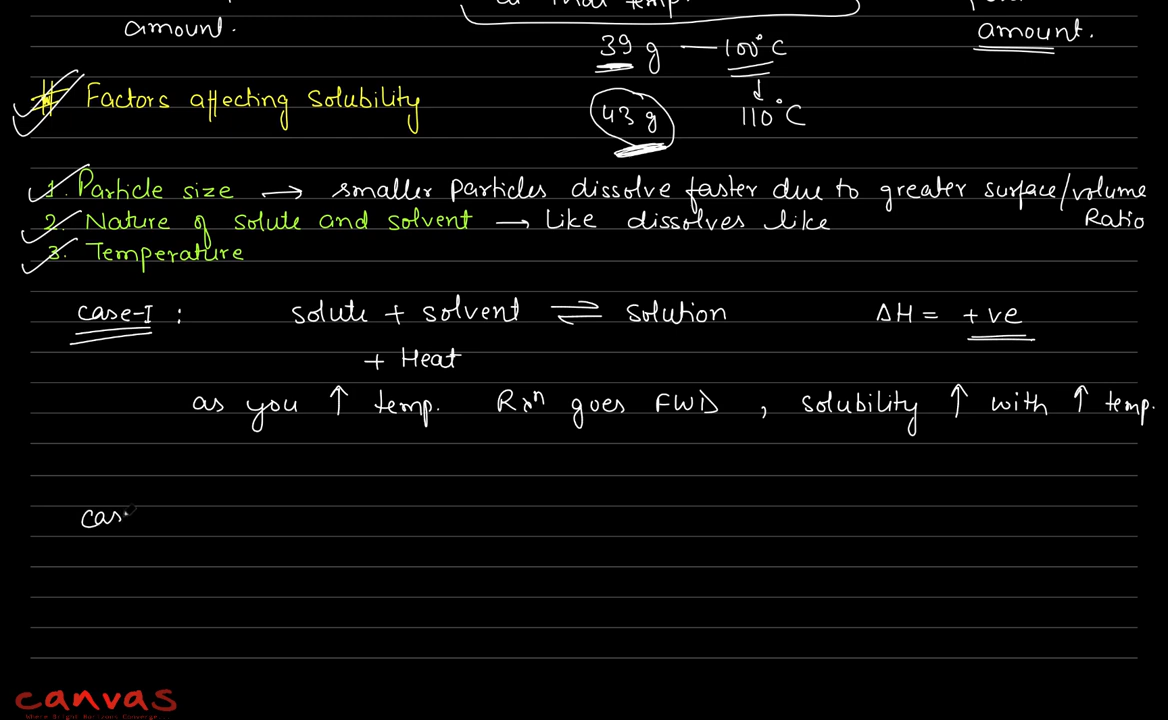 amount.
amount.
39 g — 100°C
↓
43 g 110°C
Factors affecting solubility
1. Particle size → smaller particles dissolve faster due to greater surface/volume Ratio
2. Nature of solute and solvent → Like dissolves like
3. Temperature
case-I : solute + solvent ⇌ solution ΔH = +ve
+ Heat
as you ↑ temp. Rxⁿ goes FWD , solubility ↑ with ↑ temp.
cas
canvas